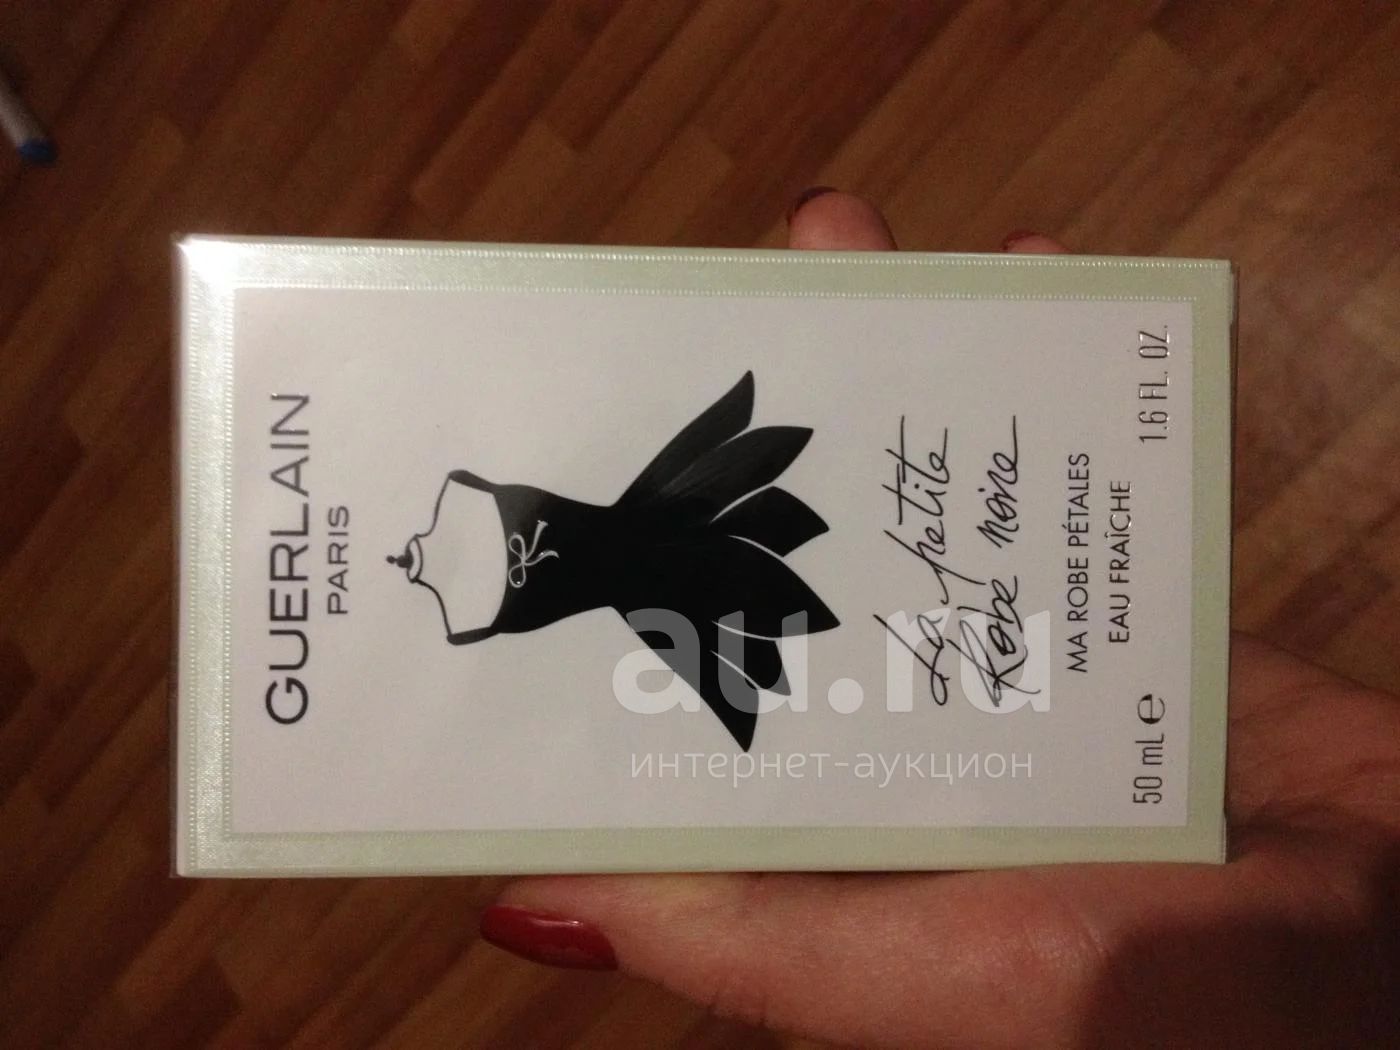 GUERLAIN
PARIS
La petite
Robe noire
MA ROBE PÉTALES
EAU FRAÎCHE
50 mL ℮ 1.6 FL. OZ.
au.ru
интернет-аукцион